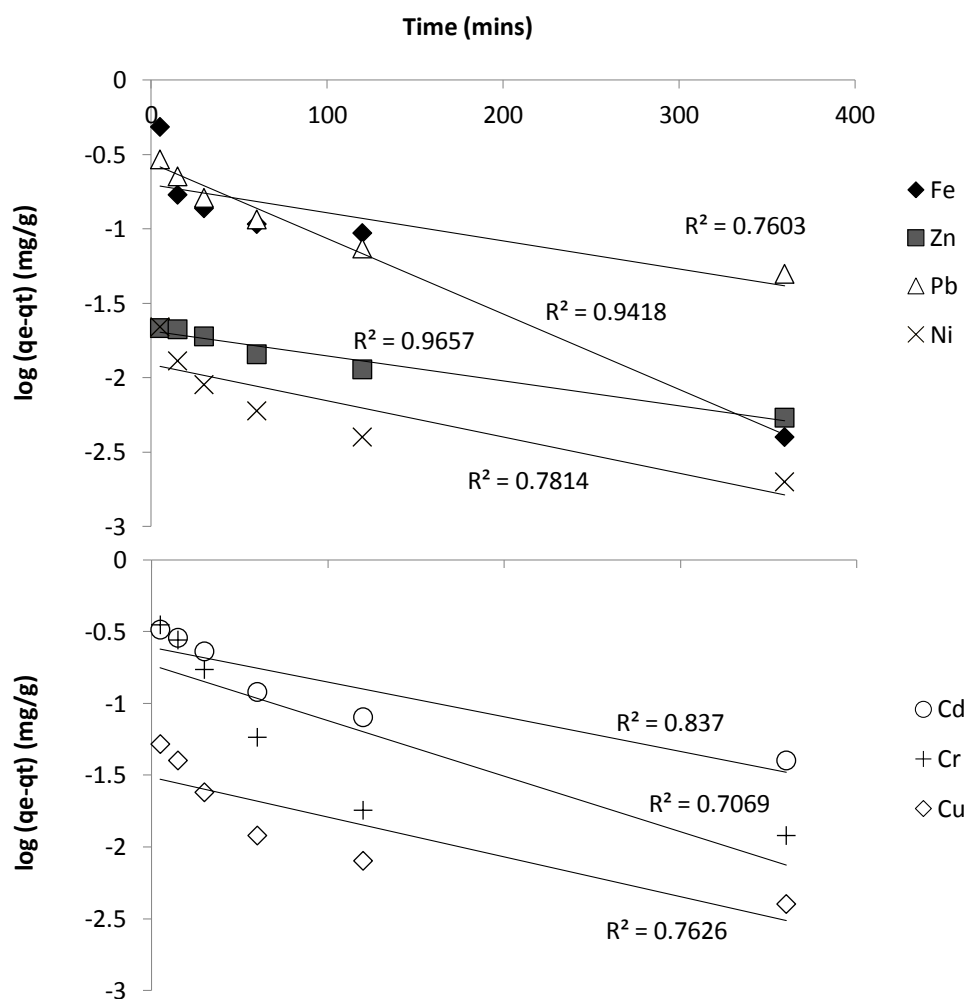 Time (mins)
0
0 100 200 300 400
-0.5
-1
-1.5
-2
-2.5
-3
log (qe-qt) (mg/g)
R² = 0.7603
R² = 0.9418
R² = 0.9657
R² = 0.7814
Fe
Zn
Pb
Ni
0
-0.5
-1
-1.5
-2
-2.5
-3
log (qe-qt) (mg/g)
R² = 0.837
R² = 0.7069
R² = 0.7626
Cd
Cr
Cu